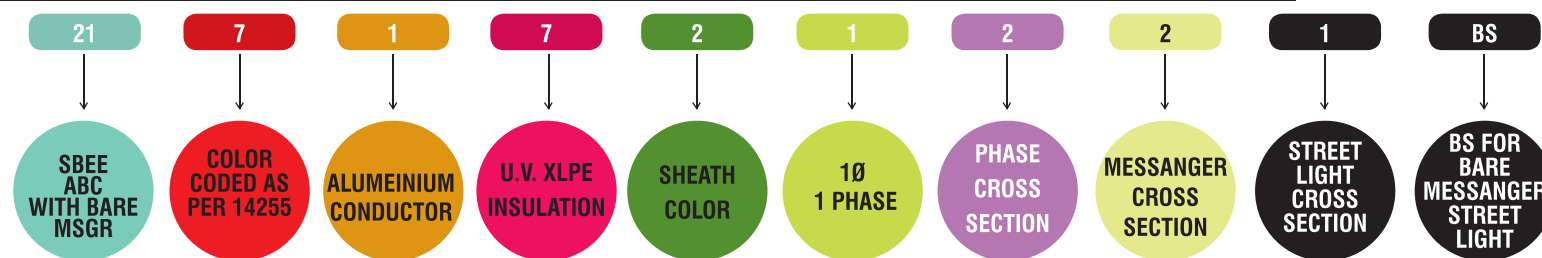 21 7 1 7 2 1 2 2 1 BS
SBEE
ABC
WITH BARE
MSGR
COLOR
CODED AS
PER 14255
ALUMEINIUM
CONDUCTOR
U.V. XLPE
INSULATION
SHEATH
COLOR
1Ø
1 PHASE
PHASE
CROSS
SECTION
MESSANGER
CROSS
SECTION
STREET
LIGHT
CROSS
SECTION
BS FOR
BARE
MESSANGER
STREET
LIGHT